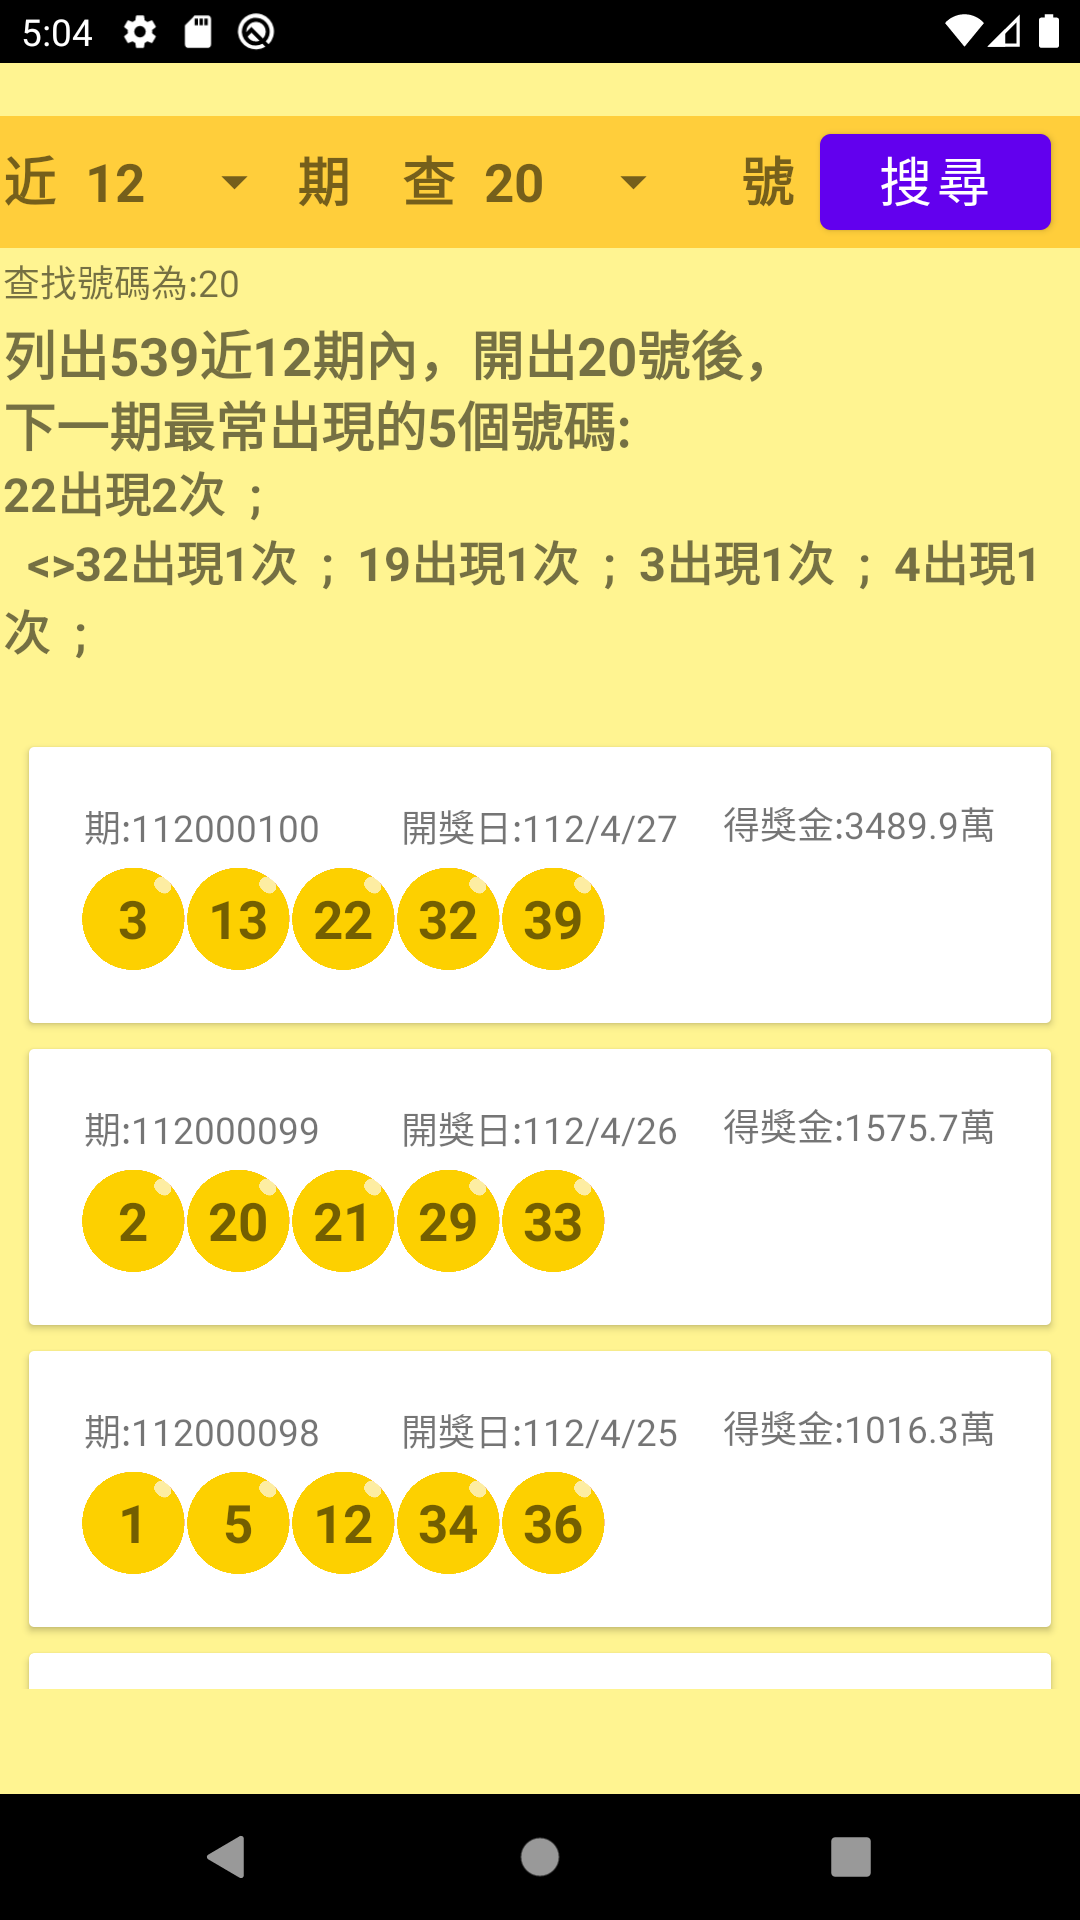 5:04
近 12 期 查 20 號 搜尋
查找號碼為:20
列出539近12期內，開出20號後，
下一期最常出現的5個號碼:
22出現2次 ；
<>32出現1次 ；19出現1次 ；3出現1次 ；4出現1
次 ；
期:112000100 開獎日:112/4/27 得獎金:3489.9萬
3 13 22 32 39
期:112000099 開獎日:112/4/26 得獎金:1575.7萬
2 20 21 29 33
期:112000098 開獎日:112/4/25 得獎金:1016.3萬
1 5 12 34 36